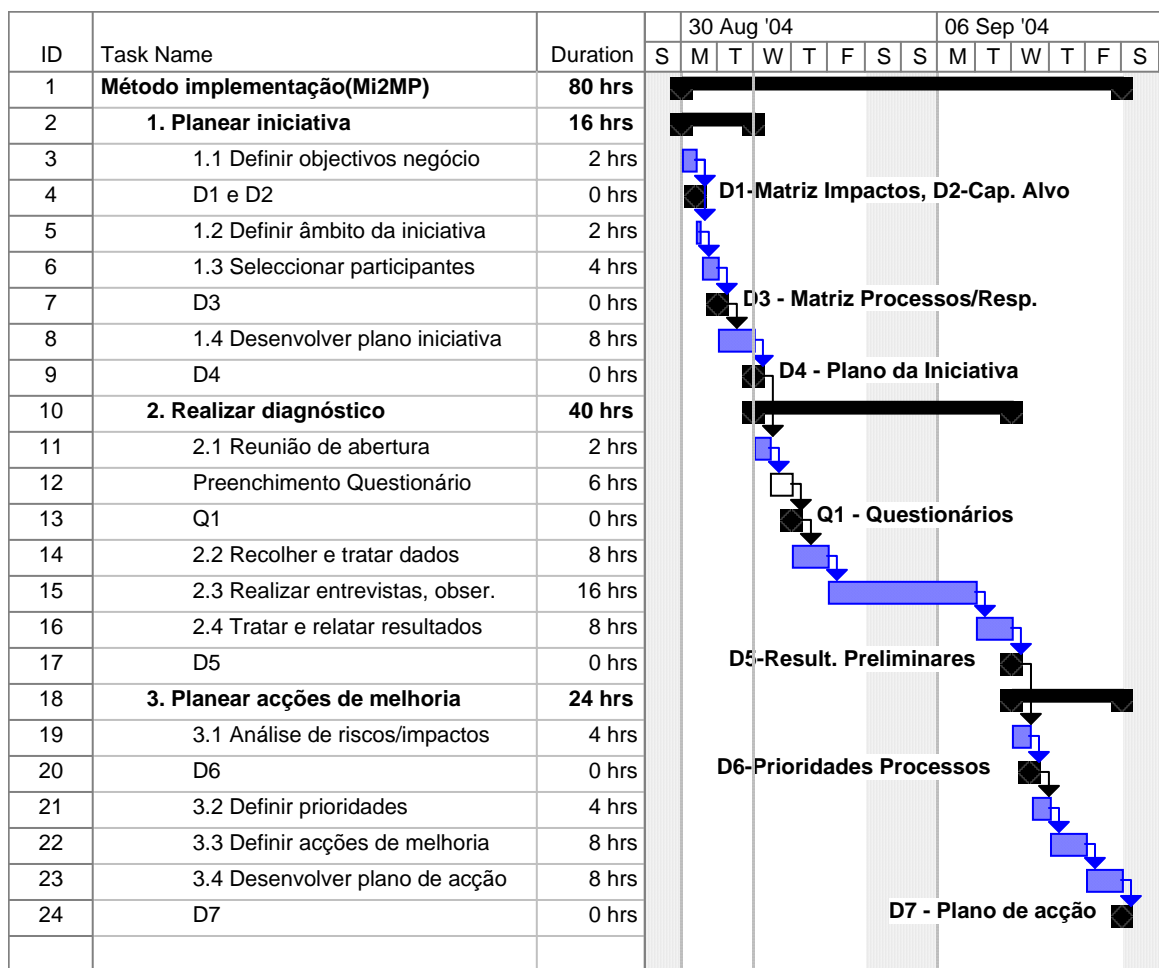 30 Aug '04 06 Sep '04
ID Task Name Duration S M T W T F S S M T W T F S
1 Método implementação(Mi2MP) 80 hrs
2 1. Planear iniciativa 16 hrs
3 1.1 Definir objectivos negócio 2 hrs
4 D1 e D2 0 hrs D1-Matriz Impactos, D2-Cap. Alvo
5 1.2 Definir âmbito da iniciativa 2 hrs
6 1.3 Seleccionar participantes 4 hrs
7 D3 0 hrs D3 - Matriz Processos/Resp.
8 1.4 Desenvolver plano iniciativa 8 hrs
9 D4 0 hrs D4 - Plano da Iniciativa
10 2. Realizar diagnóstico 40 hrs
11 2.1 Reunião de abertura 2 hrs
12 Preenchimento Questionário 6 hrs
13 Q1 0 hrs Q1 - Questionários
14 2.2 Recolher e tratar dados 8 hrs
15 2.3 Realizar entrevistas, obser. 16 hrs
16 2.4 Tratar e relatar resultados 8 hrs
17 D5 0 hrs D5-Result. Preliminares
18 3. Planear acções de melhoria 24 hrs
19 3.1 Análise de riscos/impactos 4 hrs
20 D6 0 hrs D6-Prioridades Processos
21 3.2 Definir prioridades 4 hrs
22 3.3 Definir acções de melhoria 8 hrs
23 3.4 Desenvolver plano de acção 8 hrs
24 D7 0 hrs D7 - Plano de acção